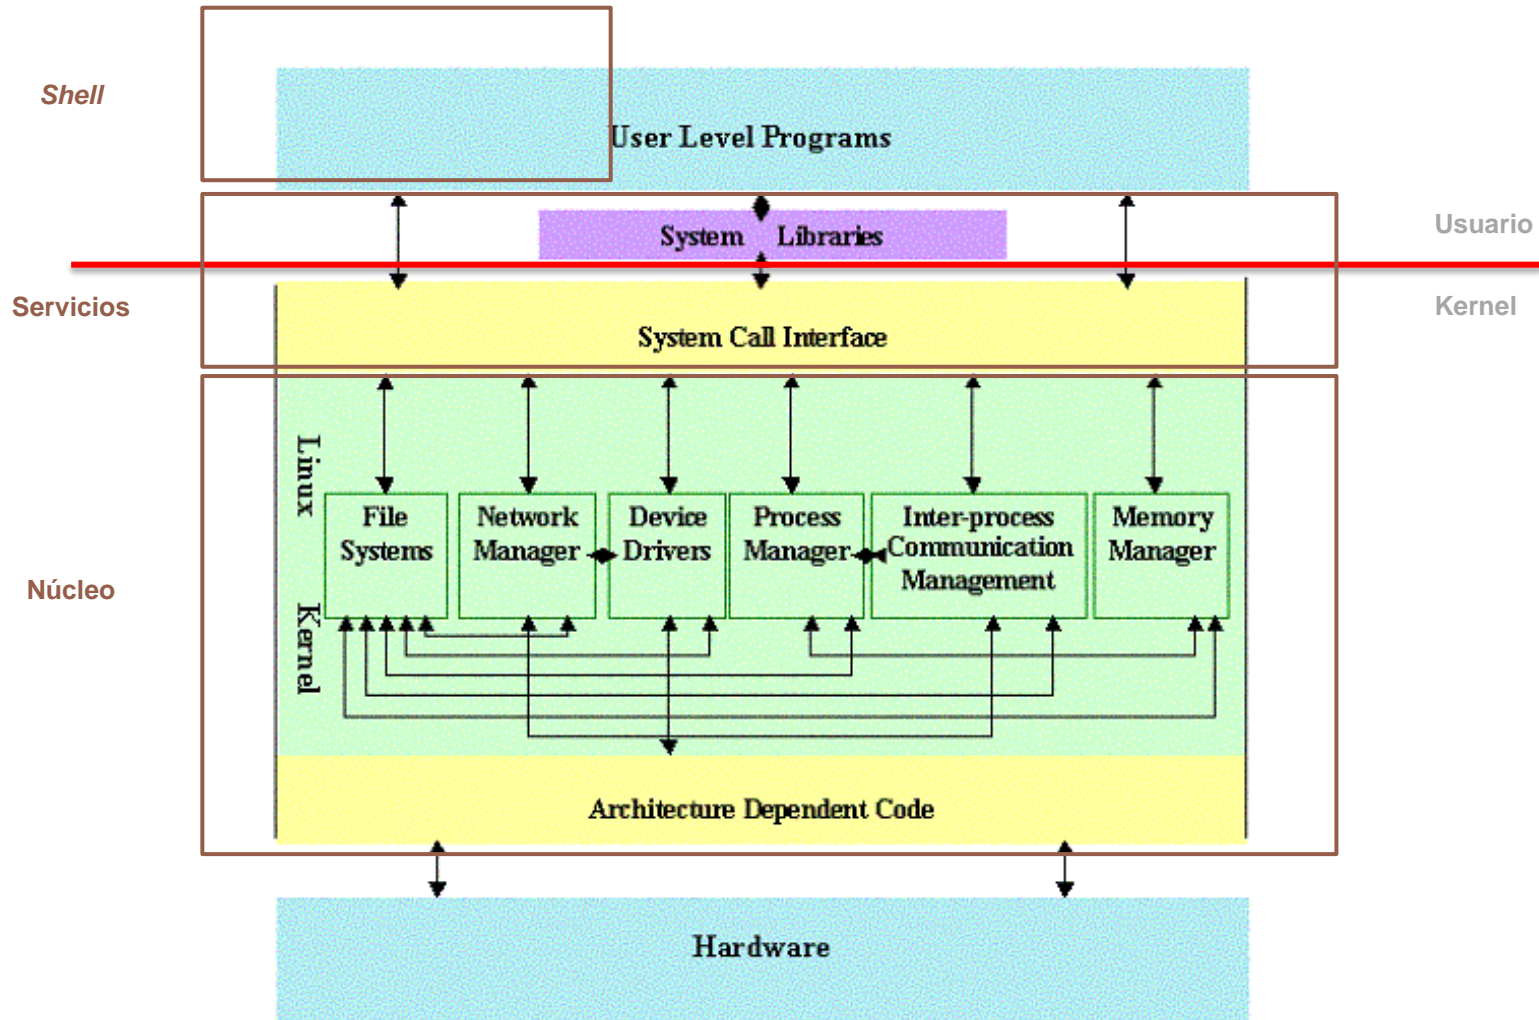 Shell
User Level Programs
System Libraries
Usuario
Servicios
Kernel
System Call Interface
Linux
File
Systems
Network
Manager
Device
Drivers
Process
Manager
Inter-process
Communication
Management
Memory
Manager
Núcleo
Kernel
Architecture Dependent Code
Hardware